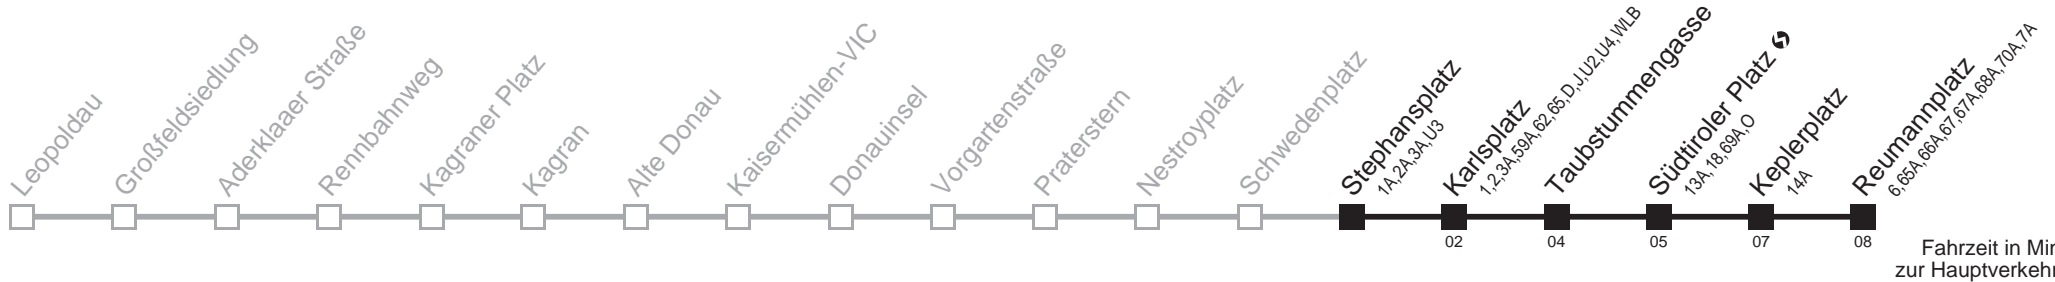 Leopoldau
Großfeldsiedlung
Aderklaaer Straße
Rennbahnweg
Kagraner Platz
Kagran
Alte Donau
Kaisermühlen-VIC
Donauinsel
Vorgartenstraße
Praterstern
Nestroyplatz
Schwedenplatz
Stephansplatz
1A,2A,3A,U3
Karlsplatz
1,2,3A,59A,62,65,D,J,U2,U4,WLB
Taubstummengasse
Südtiroler Platz
13A,18,69A,O
Keplerplatz
14A
Reumannplatz
6,65A,66A,67,67A,68A,70A,7A
02
04
05
07
08
Fahrzeit in Min
zur Hauptverkehr